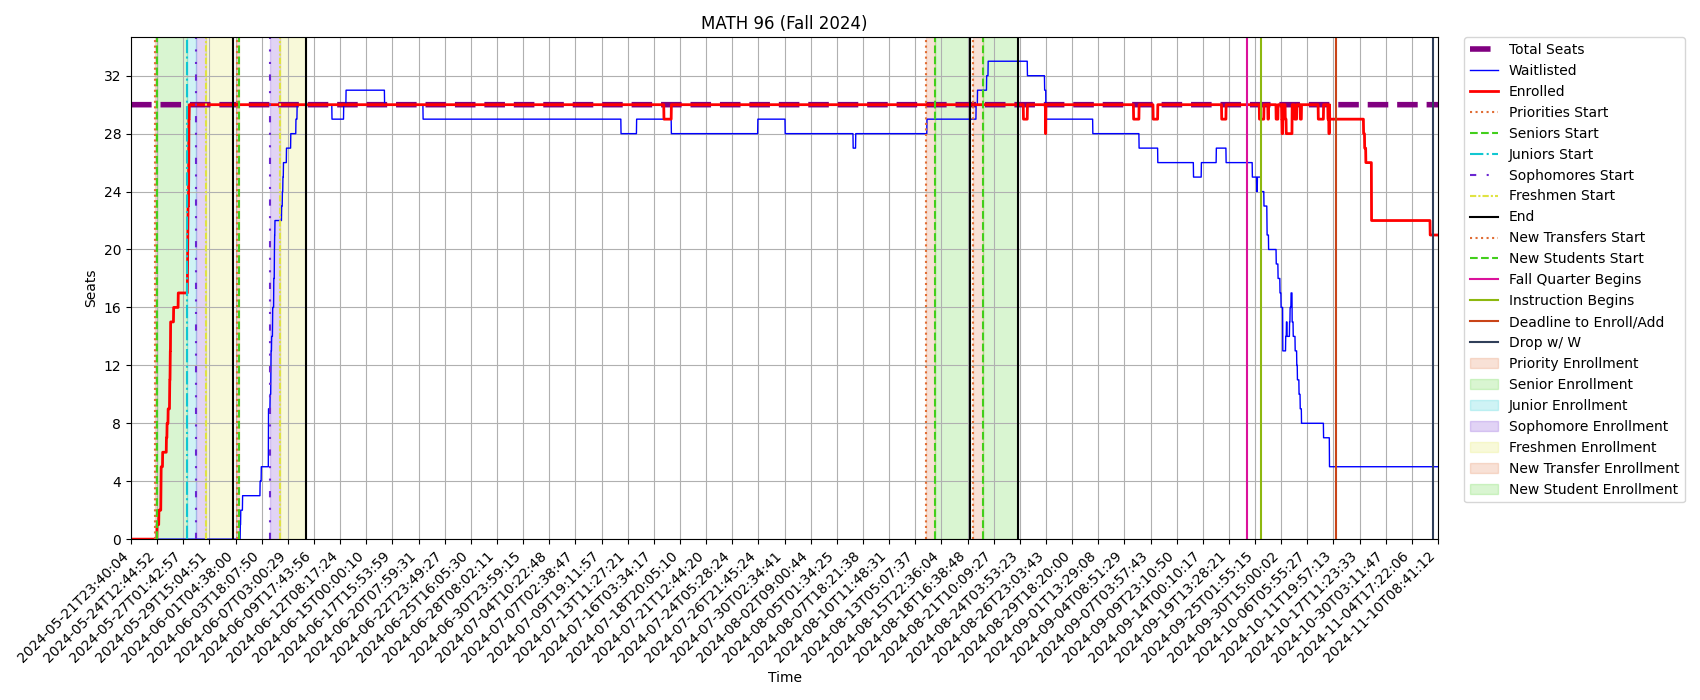 MATH 96 (Fall 2024)
Seats
32
28
24
20
16
12
8
4
0
2024-05-21T23:40:04
2024-05-24T12:44:52
2024-05-27T01:42:57
2024-05-29T15:04:51
2024-06-01T04:38:00
2024-06-03T18:07:50
2024-06-07T03:00:29
2024-06-09T17:43:56
2024-06-12T08:17:24
2024-06-15T00:00:10
2024-06-17T15:53:59
2024-06-20T07:59:31
2024-06-22T23:49:27
2024-06-25T16:05:30
2024-06-28T08:02:11
2024-06-30T23:59:15
2024-07-04T10:22:48
2024-07-07T02:38:47
2024-07-09T19:11:57
2024-07-13T11:27:21
2024-07-16T03:34:17
2024-07-18T20:05:10
2024-07-21T12:44:20
2024-07-24T05:28:24
2024-07-26T21:45:24
2024-07-30T02:34:41
2024-08-02T09:00:44
2024-08-05T01:34:25
2024-08-07T18:21:38
2024-08-10T11:48:31
2024-08-13T05:07:37
2024-08-15T22:36:04
2024-08-18T16:38:48
2024-08-21T10:09:27
2024-08-24T03:53:23
2024-08-26T23:03:43
2024-08-29T18:20:00
2024-09-01T13:29:08
2024-09-04T08:51:29
2024-09-07T03:57:43
2024-09-09T23:10:50
2024-09-14T00:10:17
2024-09-19T13:28:21
2024-09-25T01:55:15
2024-09-30T15:00:02
2024-10-06T05:55:27
2024-10-11T19:57:13
2024-10-17T11:23:33
2024-10-30T03:11:47
2024-11-04T17:22:06
2024-11-10T08:41:12
Time
Total Seats
Waitlisted
Enrolled
Priorities Start
Seniors Start
Juniors Start
Sophomores Start
Freshmen Start
End
New Transfers Start
New Students Start
Fall Quarter Begins
Instruction Begins
Deadline to Enroll/Add
Drop w/ W
Priority Enrollment
Senior Enrollment
Junior Enrollment
Sophomore Enrollment
Freshmen Enrollment
New Transfer Enrollment
New Student Enrollment